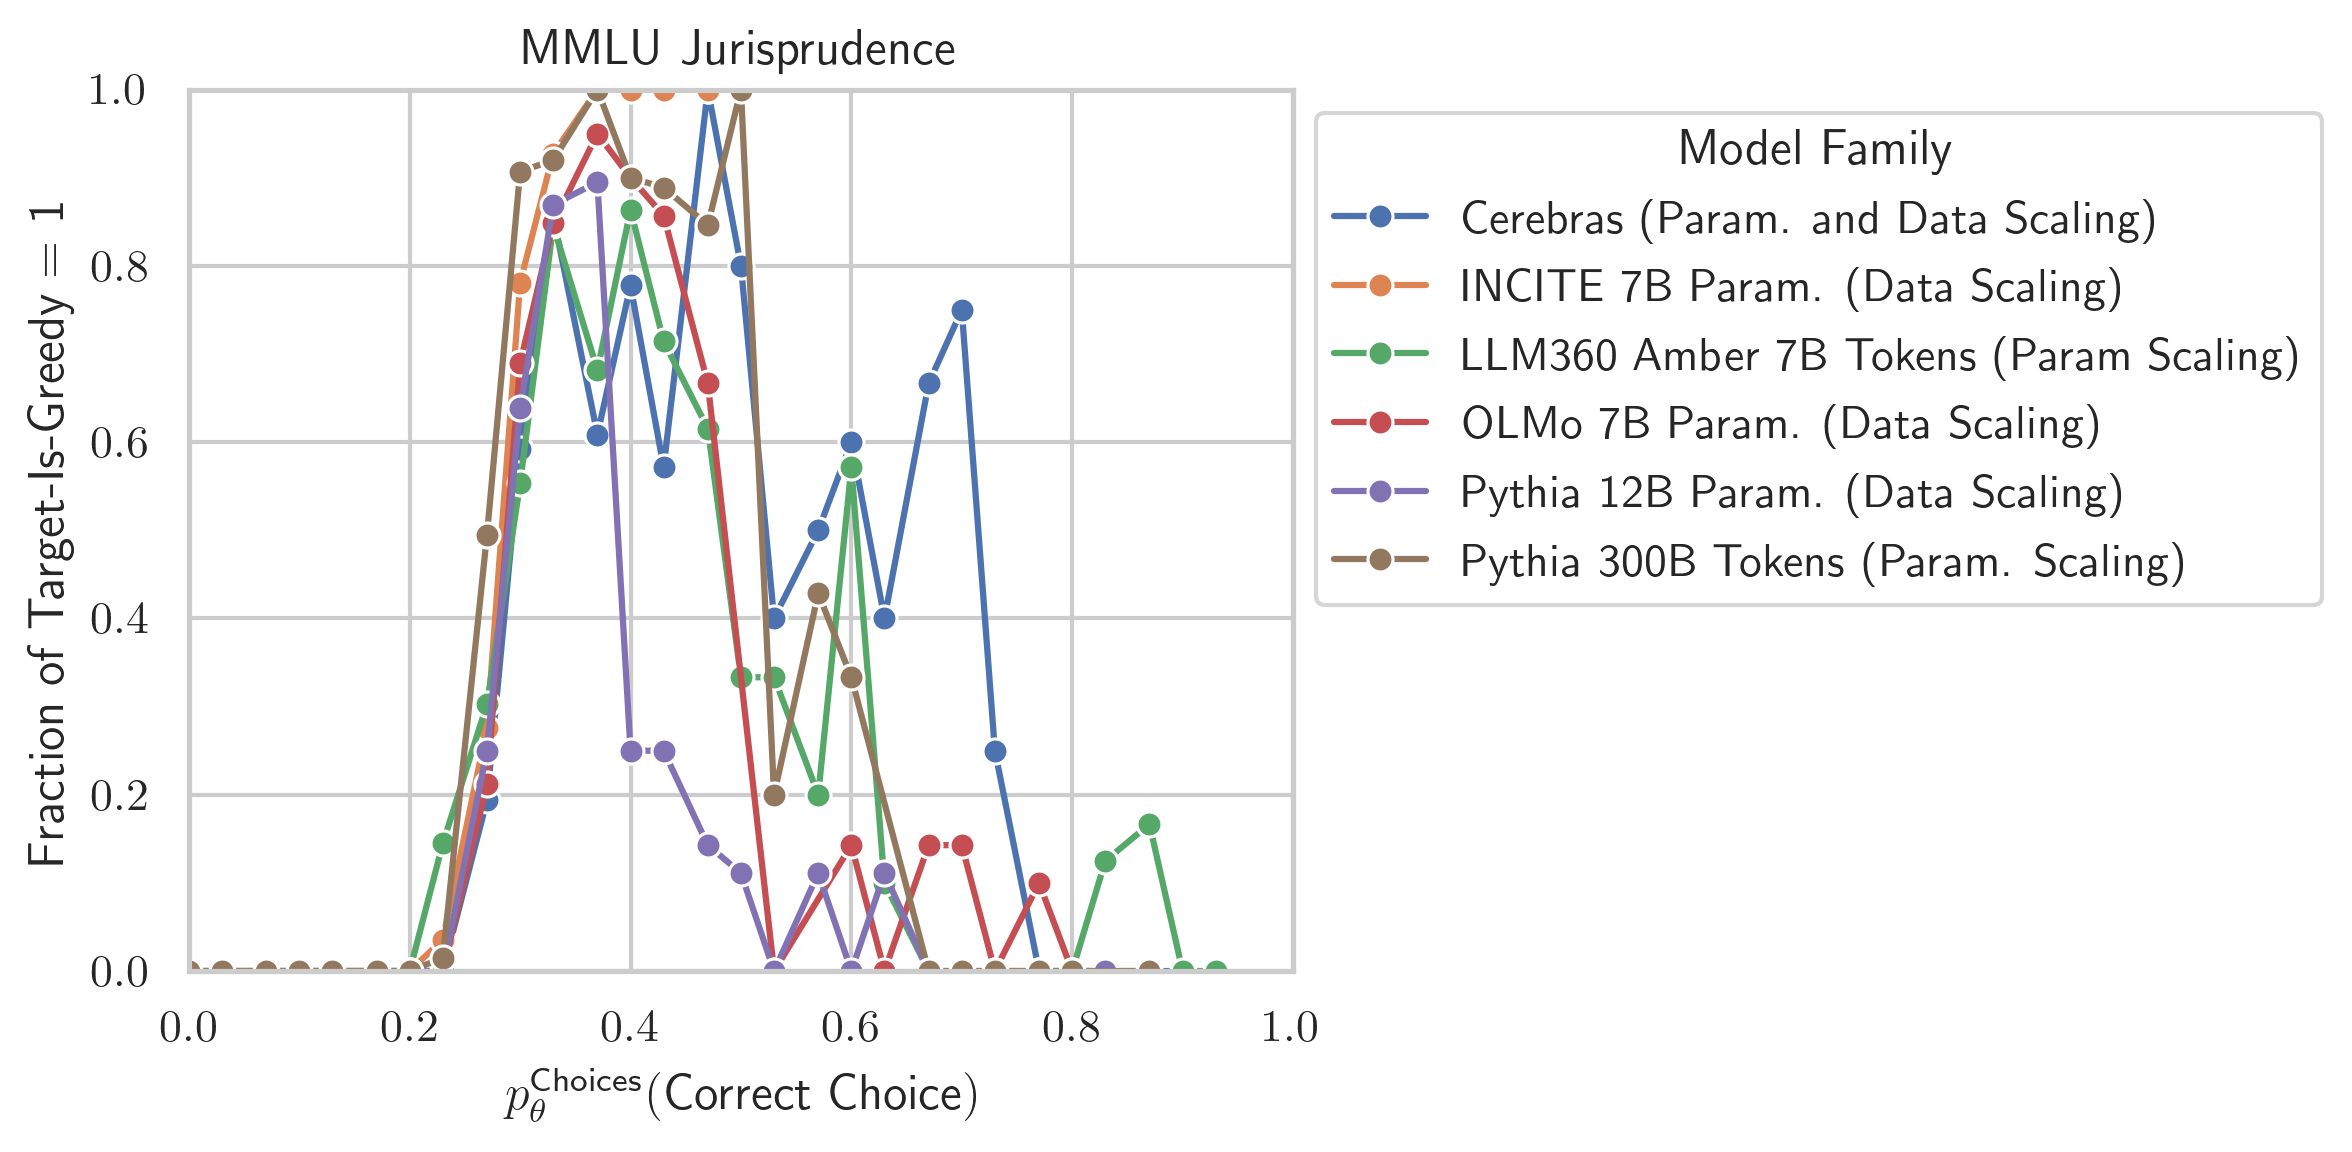 MMLU Jurisprudence
Fraction of Target-Is-Greedy = 1
1.0
0.8
0.6
0.4
0.2
0.0
0.0 0.2 0.4 0.6 0.8 1.0
p_θ^Choices(Correct Choice)
Model Family
Cerebras (Param. and Data Scaling)
INCITE 7B Param. (Data Scaling)
LLM360 Amber 7B Tokens (Param Scaling)
OLMo 7B Param. (Data Scaling)
Pythia 12B Param. (Data Scaling)
Pythia 300B Tokens (Param. Scaling)